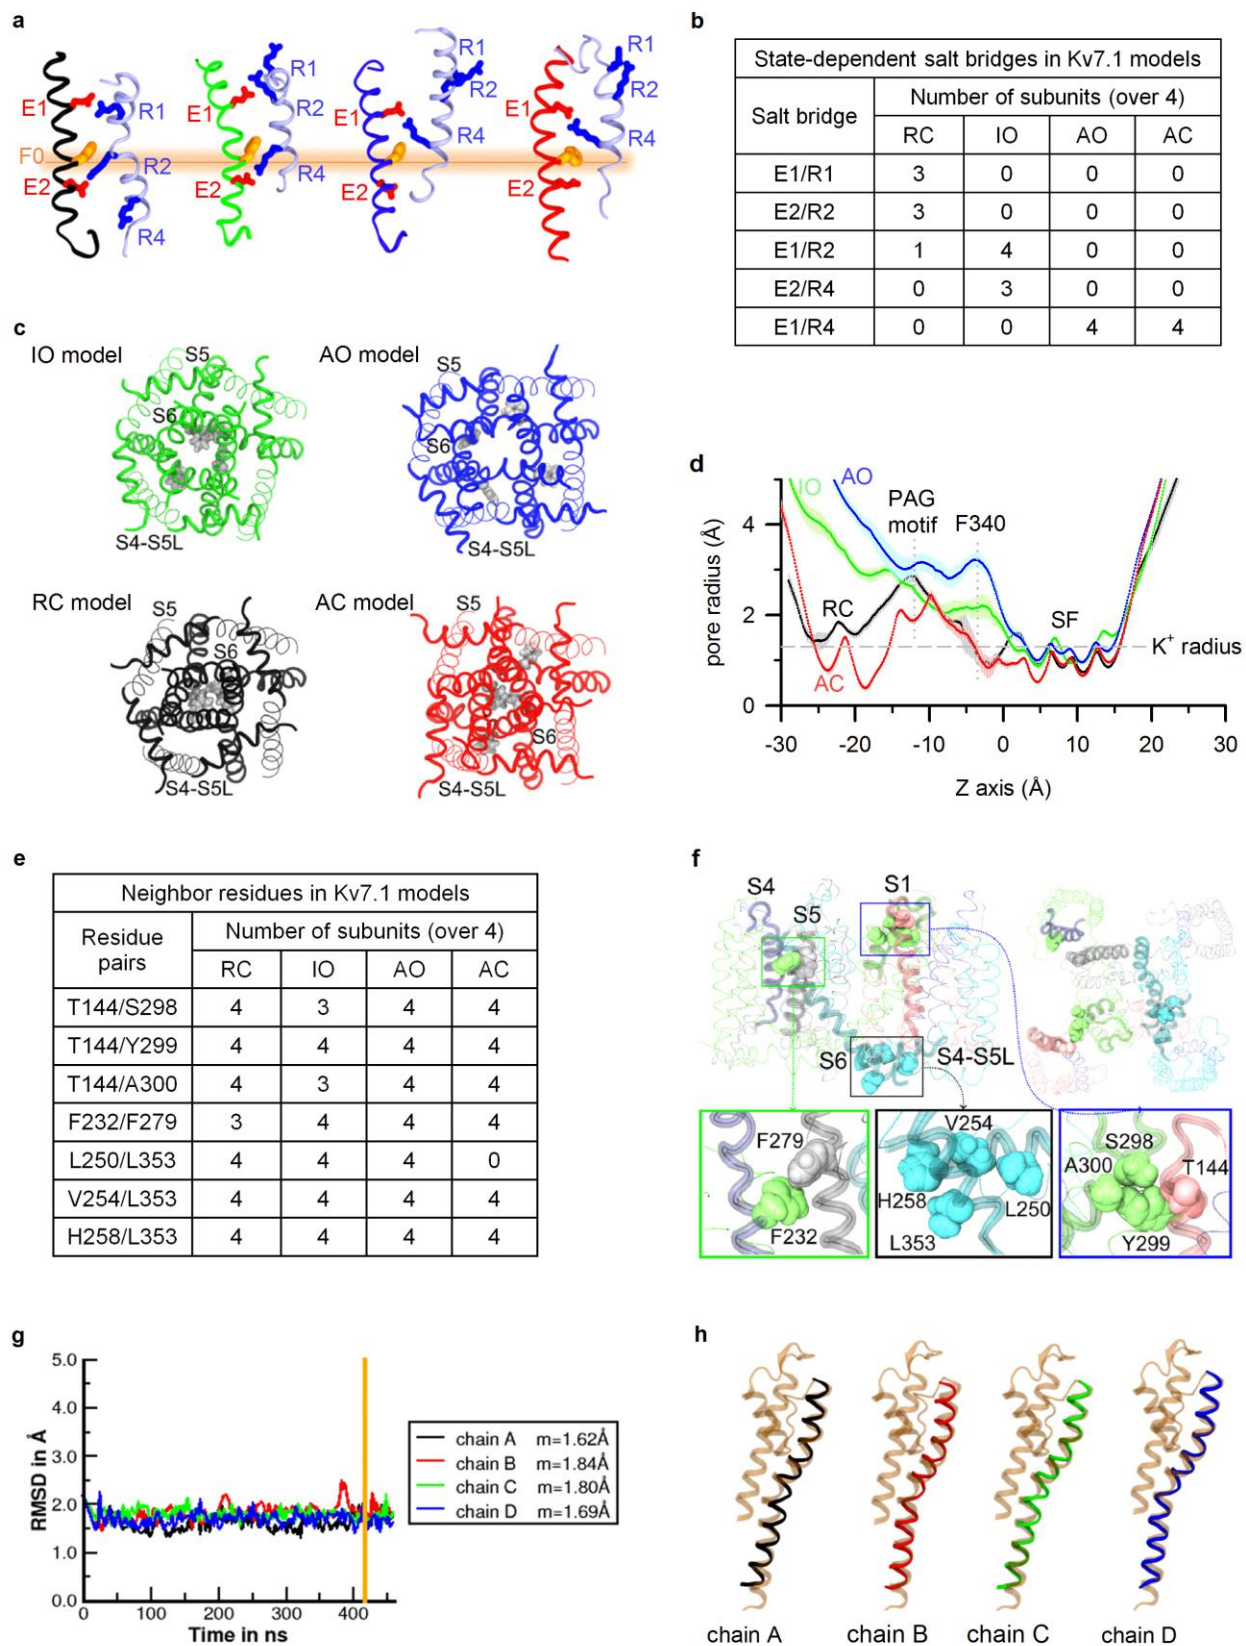 a
E1
R1
F0
R2
E2
R4
R1
E1
R2
R4
E2
R1
R2
E1
R4
E2
R1
R2
E1
R4
E2
b
State-dependent salt bridges in Kv7.1 models
Salt bridge
Number of subunits (over 4)
RC IO AO AC
E1/R1 3 0 0 0
E2/R2 3 0 0 0
E1/R2 1 4 0 0
E2/R4 0 3 0 0
E1/R4 0 0 4 4
c
IO model
S5
S6
S4-S5L
AO model
S5
S6
S4-S5L
RC model
S5
S6
S4-S5L
AC model
S5
S6
S4-S5L
d
IO
AO
PAG
motif
F340
RC
AC
SF
K+ radius
pore radius (Å)
4
2
0
-30 -20 -10 0 10 20 30
Z axis (Å)
e
Neighbor residues in Kv7.1 models
Residue
pairs
Number of subunits (over 4)
RC IO AO AC
T144/S298 4 3 4 4
T144/Y299 4 4 4 4
T144/A300 4 3 4 4
F232/F279 3 4 4 4
L250/L353 4 4 4 0
V254/L353 4 4 4 4
H258/L353 4 4 4 4
f
S4
S5
S1
S6
S4-S5L
F279
F232
V254
H258
L250
L353
S298
A300
T144
Y299
g
RMSD in Å
5.0
4.0
3.0
2.0
1.0
0.0
0 100 200 300 400
Time in ns
chain A m=1.62Å
chain B m=1.84Å
chain C m=1.80Å
chain D m=1.69Å
h
chain A
chain B
chain C
chain D